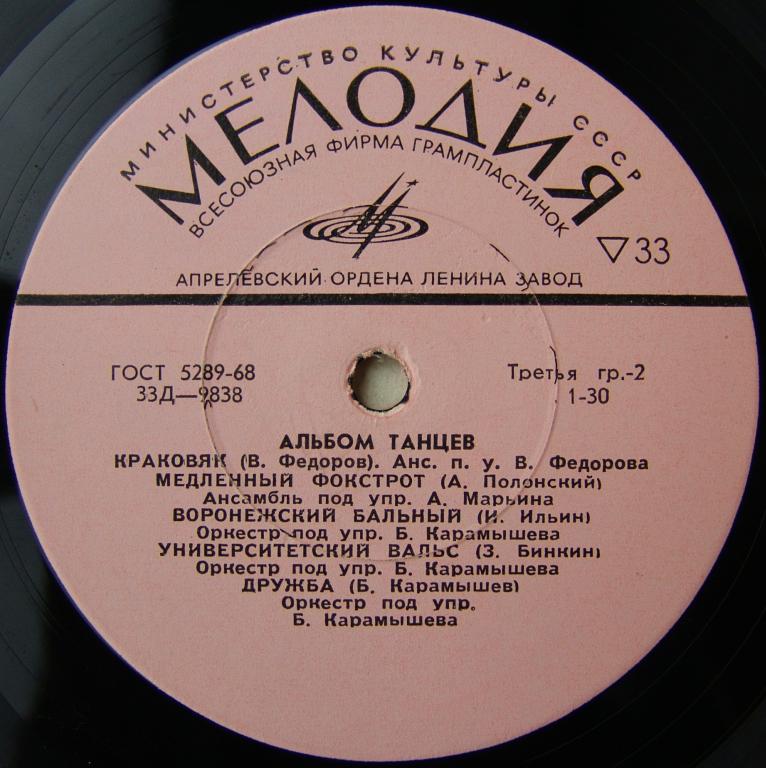 МИНИСТЕРСТВО КУЛЬТУРЫ СССР
МЕЛОДИЯ
ВСЕСОЮЗНАЯ ФИРМА ГРАМПЛАСТИНОК
▽ 33
АПРЕЛЕВСКИЙ ОРДЕНА ЛЕНИНА ЗАВОД
ГОСТ 5289-68
Третья гр.-2
33Д—9838
1-30
АЛЬБОМ ТАНЦЕВ
КРАКОВЯК (В. Федоров). Анс. п. у. В. Федорова
МЕДЛЕННЫЙ ФОКСТРОТ (А. Полонский)
Ансамбль под упр. А. Марьина
ВОРОНЕЖСКИЙ БАЛЬНЫЙ (И. Ильин)
Оркестр под упр. Б. Карамышева
УНИВЕРСИТЕТСКИЙ ВАЛЬС (З. Бинкин)
Оркестр под упр. Б. Карамышева
ДРУЖБА (Б. Карамышев)
Оркестр под упр.
Б. Карамышева